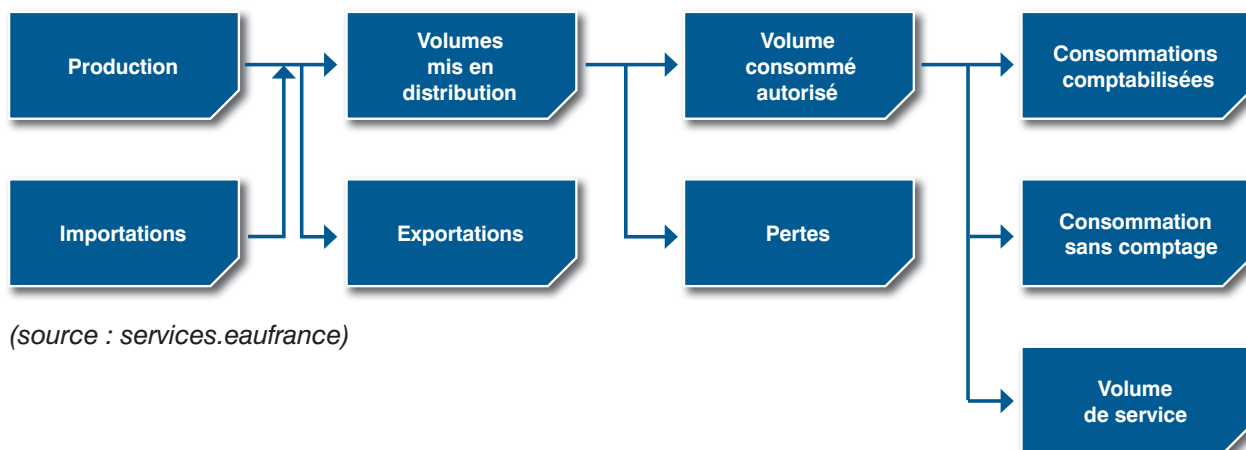 Production
Volumes
mis en
distribution
Volume
consommé
autorisé
Consommations
comptabilisées
Importations
Exportations
Pertes
Consommation
sans comptage
(source : services.eaufrance)
Volume
de service